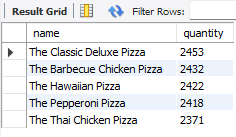 Result Grid Filter Rows:
name quantity
The Classic Deluxe Pizza 2453
The Barbecue Chicken Pizza 2432
The Hawaiian Pizza 2422
The Pepperoni Pizza 2418
The Thai Chicken Pizza 2371